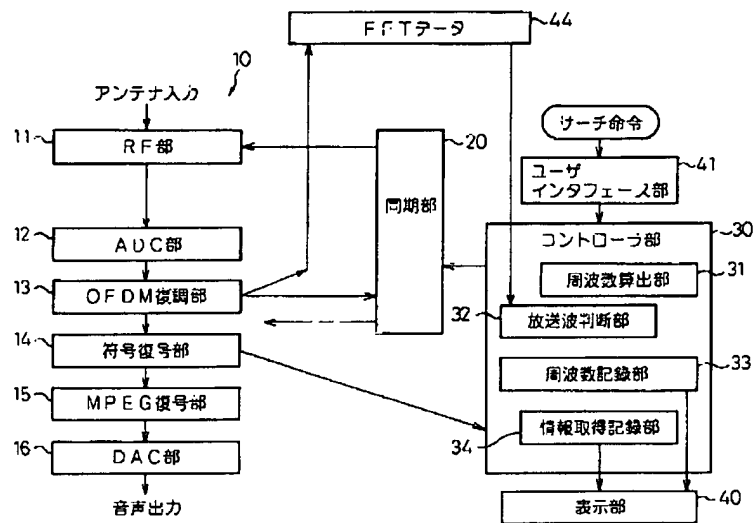 FFTデータ
44
10
アンテナ入力
11
RF部
20
同期部
サーチ命令
ユーザ
インタフェース部
41
12
ADC部
コントローラ部
30
周波数算出部
31
13
OFDM復調部
32
放送波判断部
14
符号復号部
33
周波数記録部
15
MPEG復号部
34
情報取得記録部
16
DAC部
音声出力
表示部
40